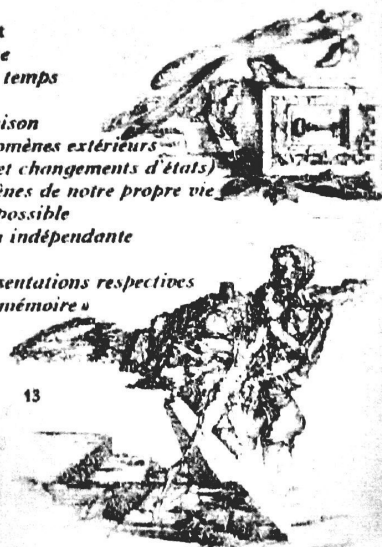 temps
ison
omènes extérieurs
et changements d'états)
ènes de notre propre vie
possible
indépendante
sentations respectives
mémoire »
13